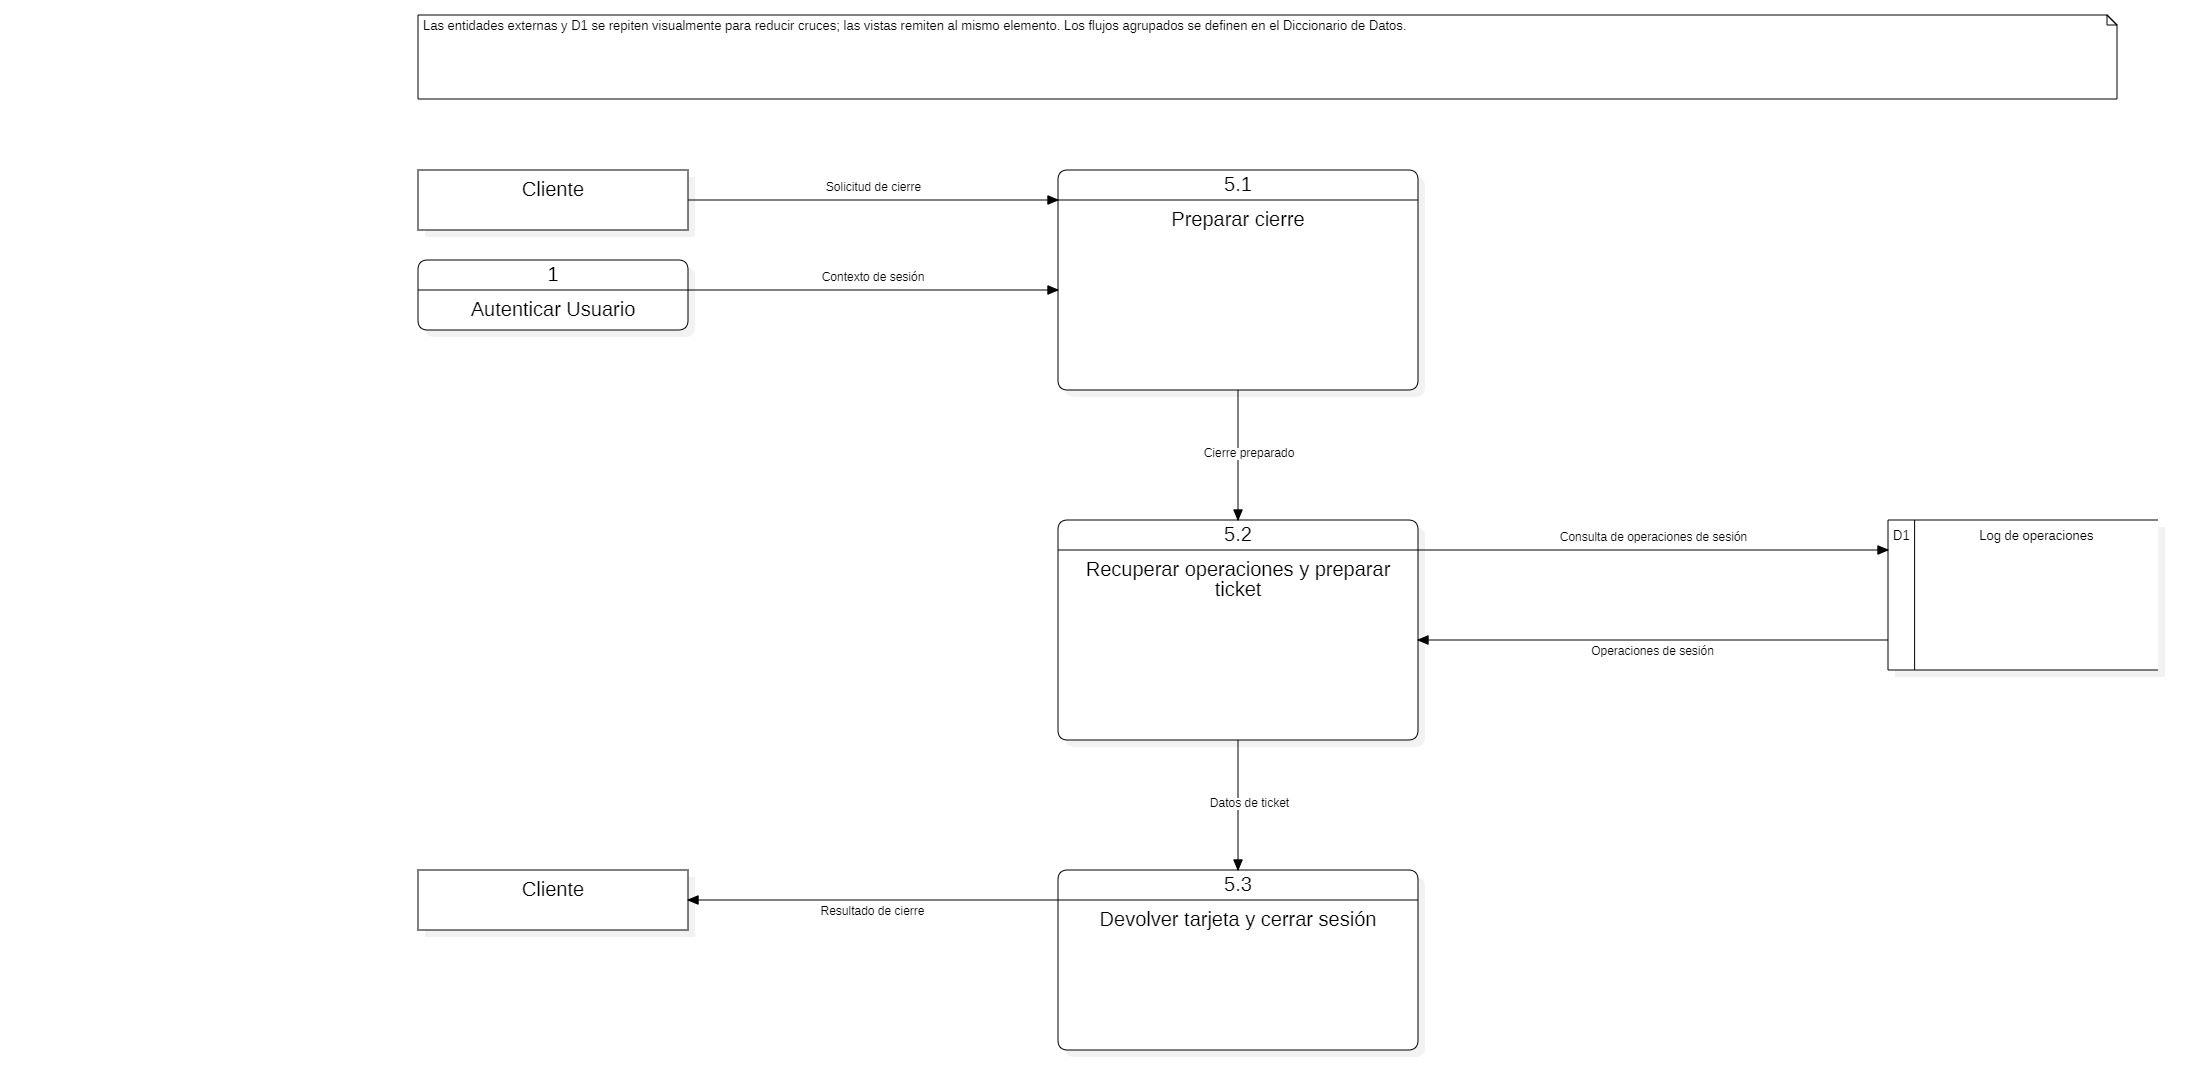 Las entidades externas y D1 se repiten visualmente para reducir cruces; las vistas remiten al mismo elemento. Los flujos agrupados se definen en el Diccionario de Datos.
Cliente
Solicitud de cierre
5.1
Preparar cierre
1
Autenticar Usuario
Contexto de sesión
Cierre preparado
5.2
Recuperar operaciones y preparar
ticket
Consulta de operaciones de sesión
D1
Log de operaciones
Operaciones de sesión
Datos de ticket
Cliente
Resultado de cierre
5.3
Devolver tarjeta y cerrar sesión